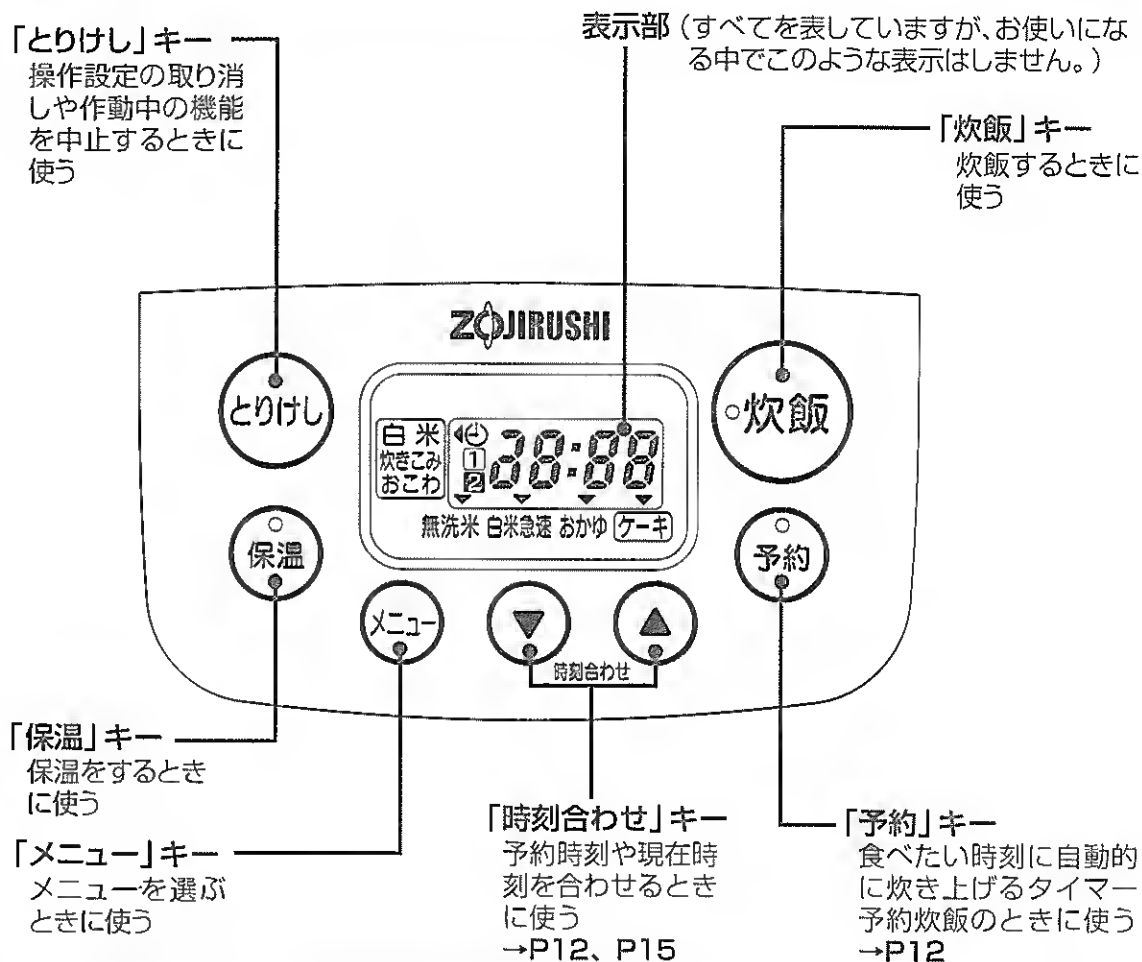 「とりけし」キー
操作設定の取り消
しや作動中の機能
を中止するときに
使う
表示部（すべてを表していますが、お使いにな
る中でこのような表示はしません。）
「炊飯」キー
炊飯するときに
使う
ZOJIRUSHI
とりけし
炊飯
白米
炊きこみ
おこわ
1
2
38:88
無洗米 白米急速 おかゆ ケーキ
保温
予約
メニュー
▼
▲
時刻合わせ
「保温」キー
保温をするとき
に使う
「メニュー」キー
メニューを選ぶ
ときに使う
「時刻合わせ」キー
予約時刻や現在時
刻を合わせるとき
に使う
→P12、P15
「予約」キー
食べたい時刻に自動的
に炊き上げるタイマー
予約炊飯のときに使う
→P12